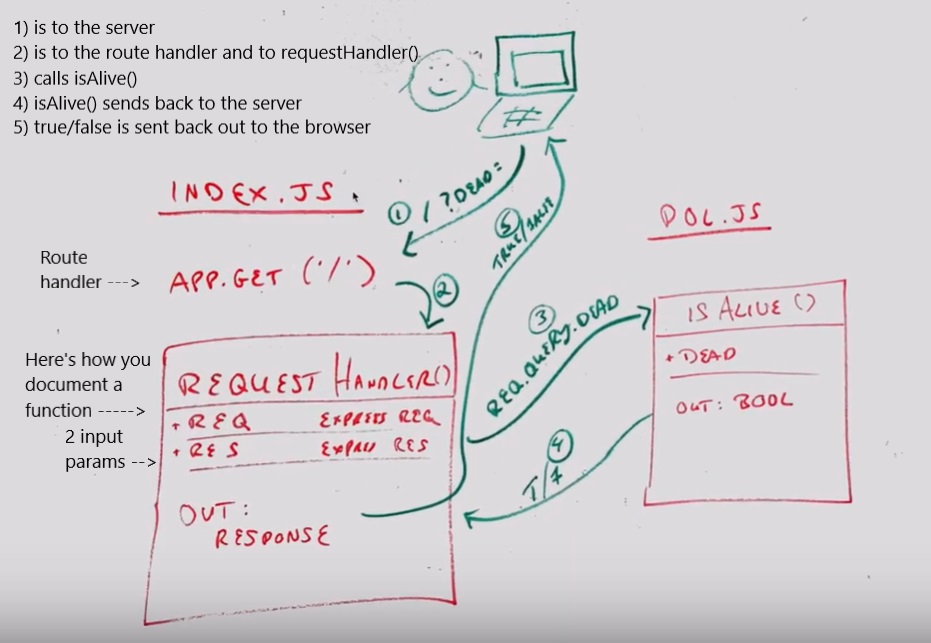 1) is to the server
2) is to the route handler and to requestHandler()
3) calls isAlive()
4) isAlive() sends back to the server
5) true/false is sent back out to the browser
INDEX.JS
① / ?DEAD=
⑤ TRUE/FALSE
DOL.JS
Route
handler --->
APP.GET ('/')
②
③ REQ.QUERY.DEAD
IS ALIVE ()
+ DEAD
OUT: BOOL
Here's how you
document a
function ----->
2 input
params -->
REQUEST HANDLER()
+ REQ EXPRESS REQ
+ RES EXPRESS RES
④ T/F
OUT:
RESPONSE